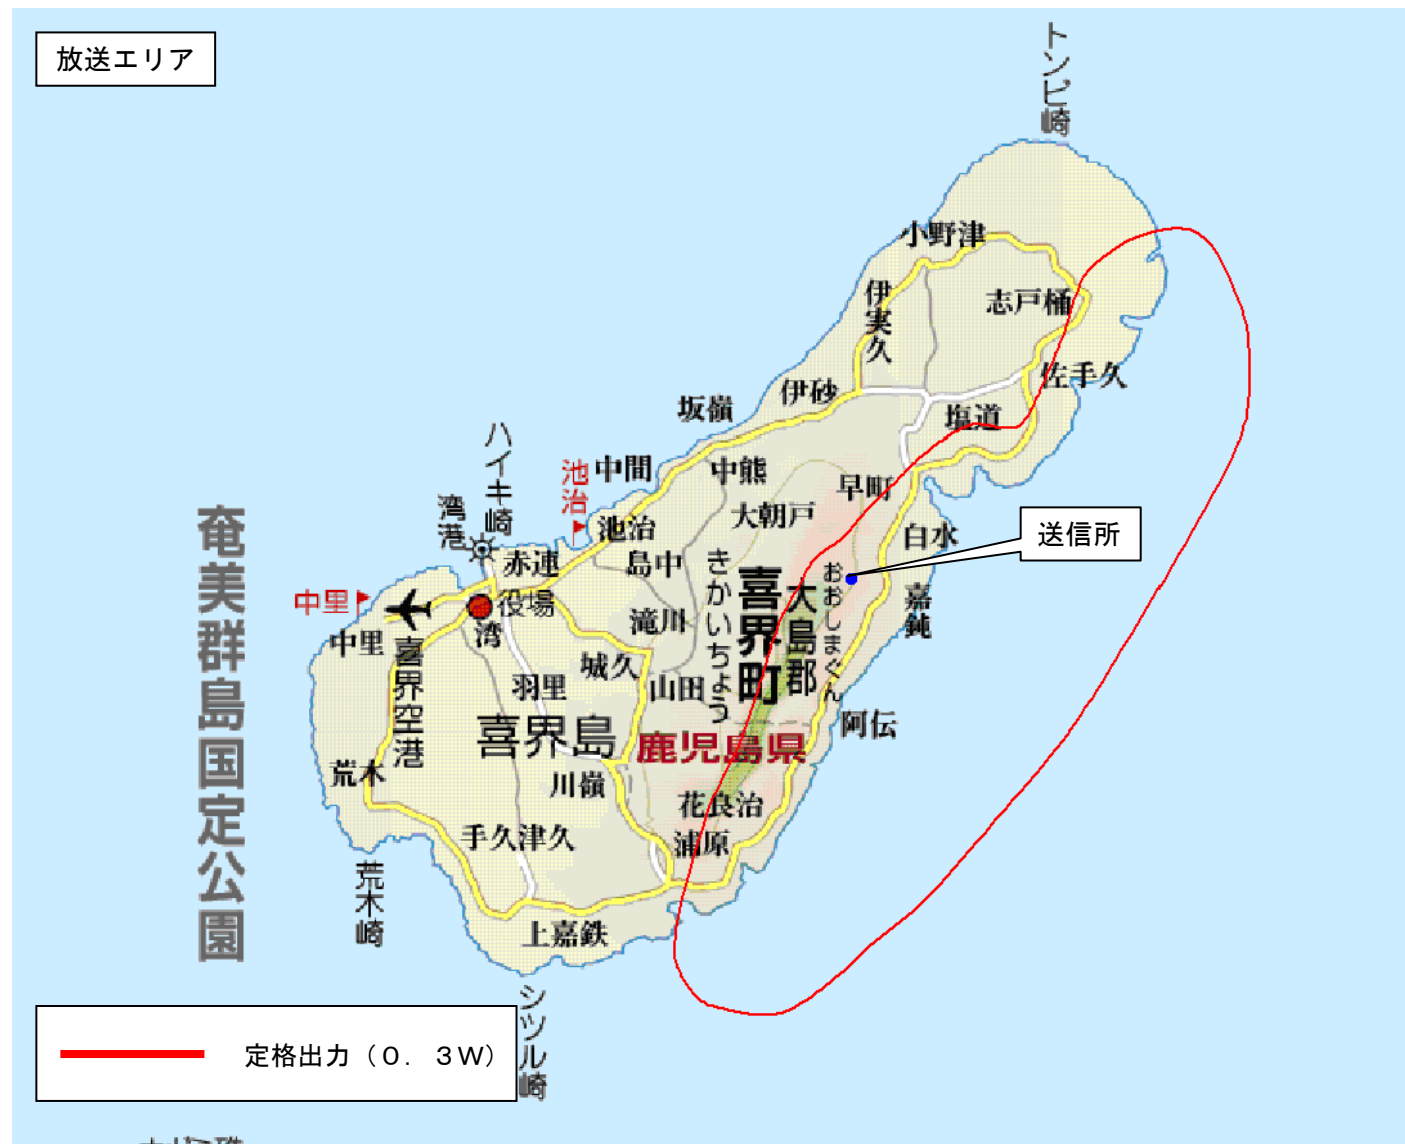 放送エリア
トンビ崎
小野津
伊実久
志戸桶
佐手久
伊砂
坂嶺
塩道
ハイキ崎
池治
中間
中熊
早町
湾港
大朝戸
池治
白水
送信所
奄美群島国定公園
赤連
島中
きかいちょう
喜界町
大島郡
おおしまぐん
嘉鈍
中里
役場
湾
滝川
中里
喜界空港
城久
羽里
山田
阿伝
喜界島
鹿児島県
荒木
川嶺
花良治
手久津久
浦原
荒木崎
上嘉鉄
シツル崎
定格出力（０．３Ｗ）